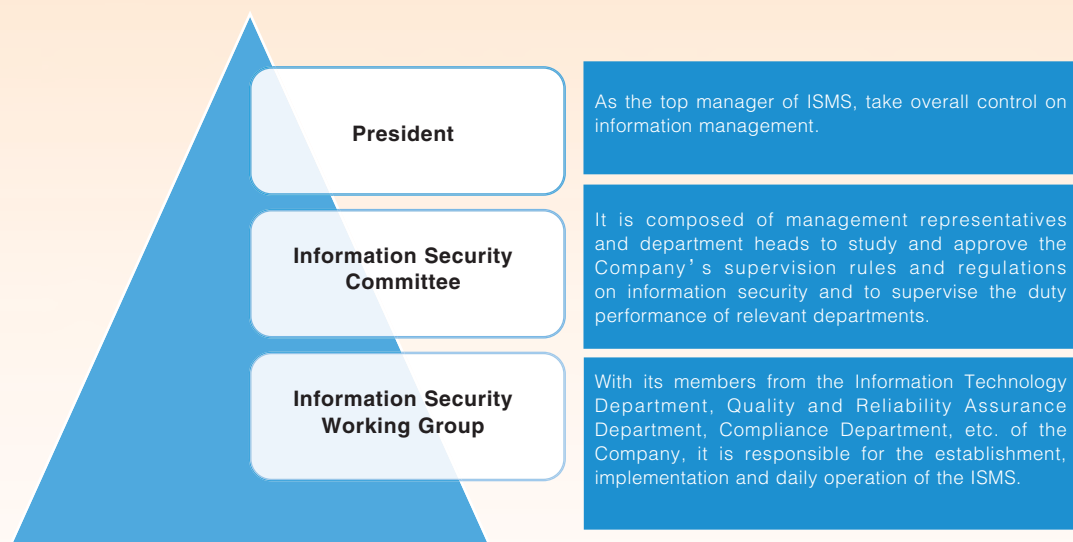 President
As the top manager of ISMS, take overall control on
information management.
Information Security
Committee
It is composed of management representatives
and department heads to study and approve the
Company’s supervision rules and regulations
on information security and to supervise the duty
performance of relevant departments.
Information Security
Working Group
With its members from the Information Technology
Department, Quality and Reliability Assurance
Department, Compliance Department, etc. of the
Company, it is responsible for the establishment,
implementation and daily operation of the ISMS.